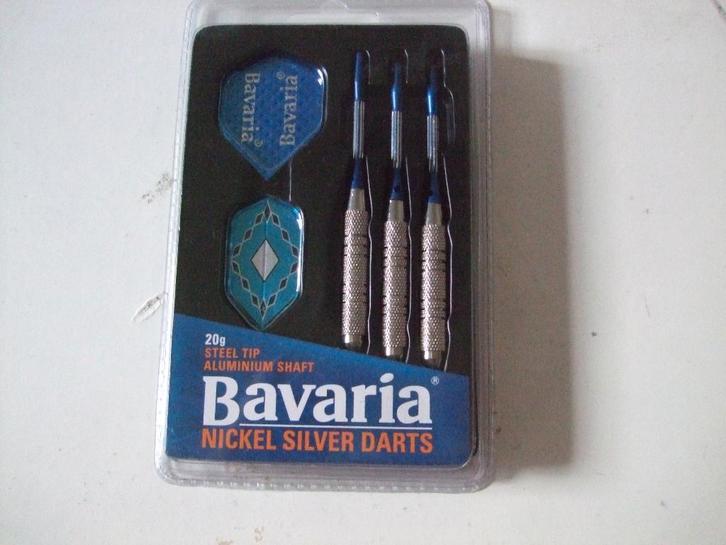 Bavaria®
Bavaria®
20g
STEEL TIP
ALUMINIUM SHAFT
Bavaria®
NICKEL SILVER DARTS